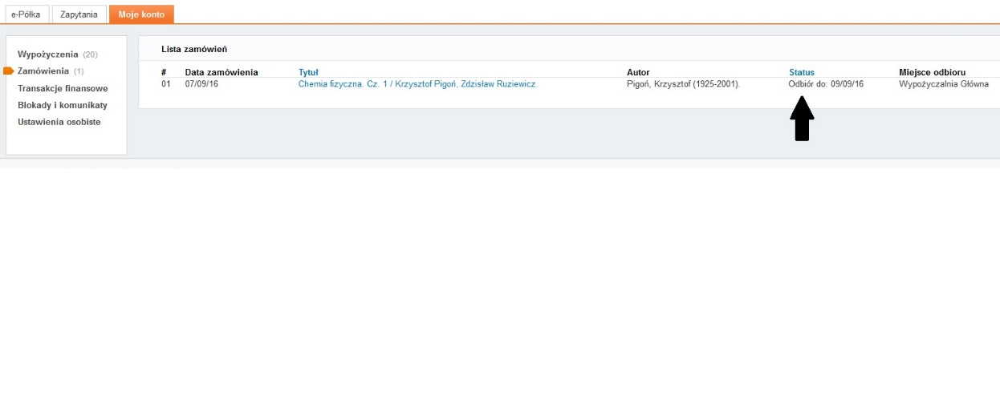 e-Półka Zapytania Moje konto
Wypożyczenia (20)
Zamówienia (1)
Transakcje finansowe
Blokady i komunikaty
Ustawienia osobiste
Lista zamówień
# Data zamówienia Tytuł Autor Status Miejsce odbioru
01 07/09/16 Chemia fizyczna. Cz. 1 / Krzysztof Pigoń, Zdzisław Ruziewicz. Pigoń, Krzysztof (1925-2001). Odbiór do: 09/09/16 Wypożyczalnia Główna